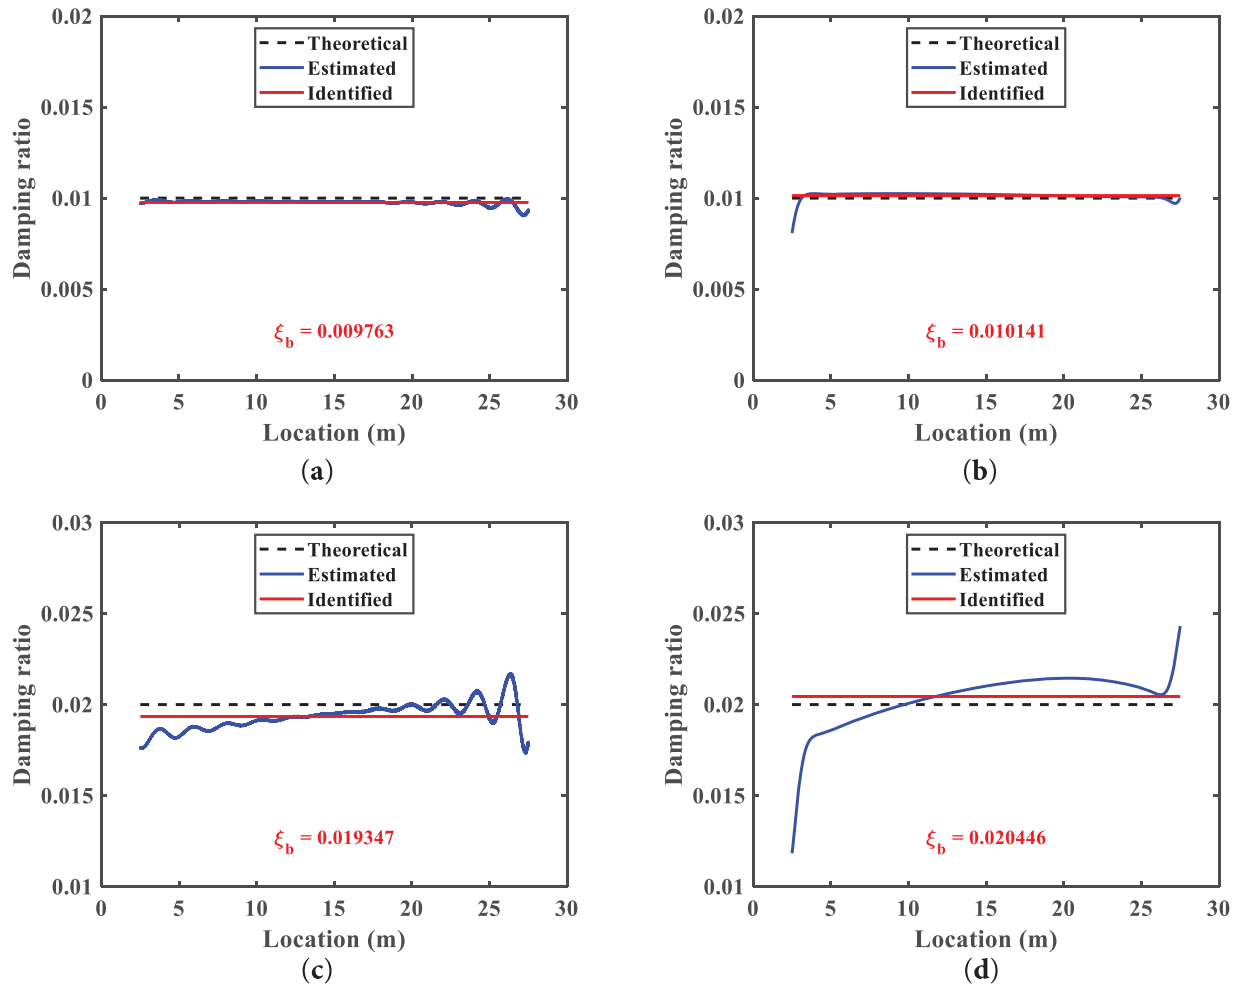 0.02
0.015
0.01
0.005
0
Damping ratio
Theoretical
Estimated
Identified
ξb = 0.009763
0 5 10 15 20 25 30
Location (m)
(a)
0.02
0.015
0.01
0.005
0
Damping ratio
Theoretical
Estimated
Identified
ξb = 0.010141
0 5 10 15 20 25 30
Location (m)
(b)
0.03
0.025
0.02
0.015
0.01
Damping ratio
Theoretical
Estimated
Identified
ξb = 0.019347
0 5 10 15 20 25 30
Location (m)
(c)
0.03
0.025
0.02
0.015
0.01
Damping ratio
Theoretical
Estimated
Identified
ξb = 0.020446
0 5 10 15 20 25 30
Location (m)
(d)